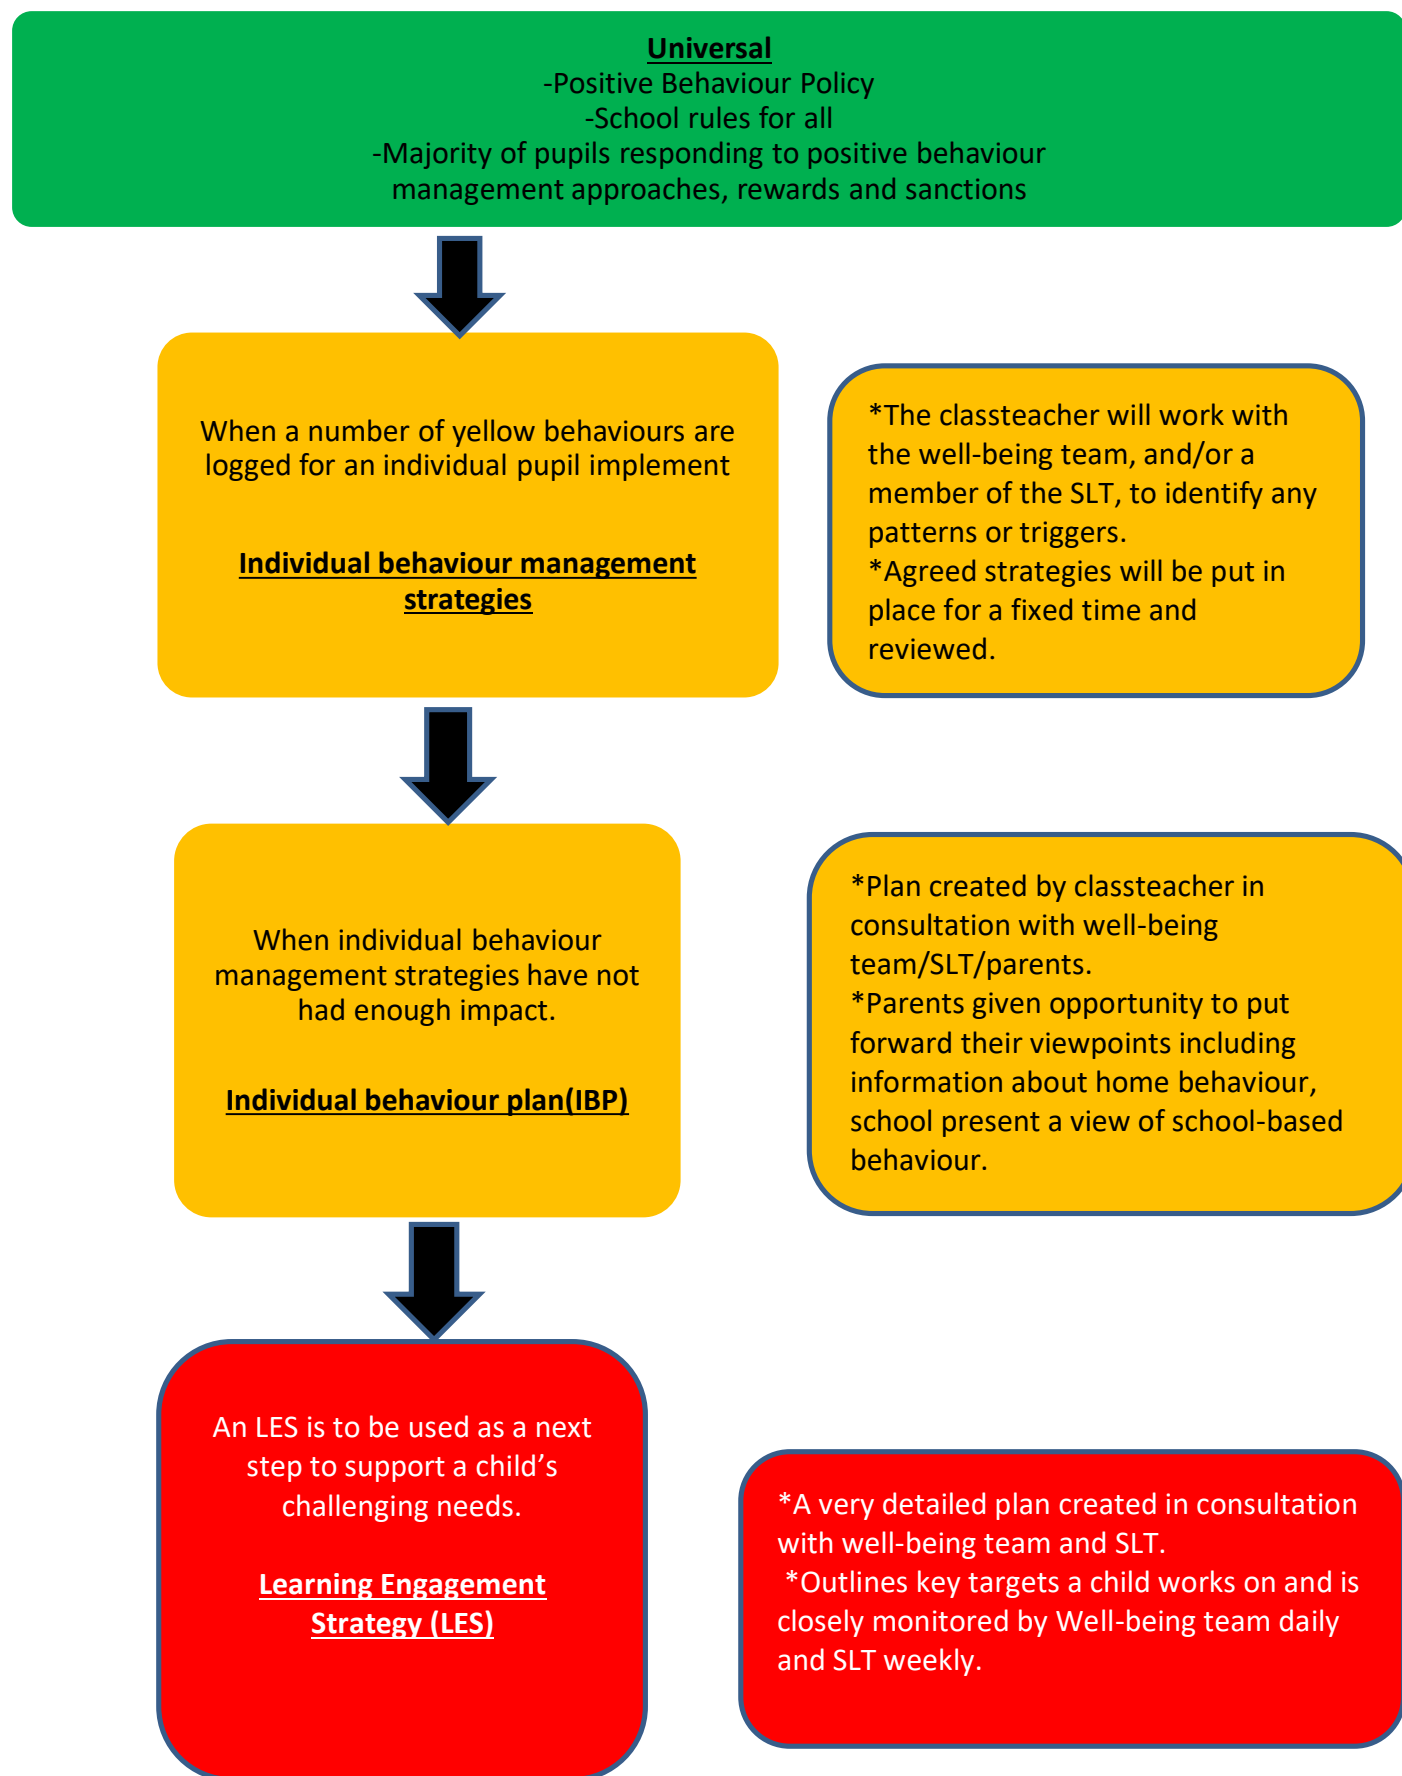 Universal
-Positive Behaviour Policy
-School rules for all
-Majority of pupils responding to positive behaviour
management approaches, rewards and sanctions
When a number of yellow behaviours are
logged for an individual pupil implement
Individual behaviour management
strategies
*The classteacher will work with
the well-being team, and/or a
member of the SLT, to identify any
patterns or triggers.
*Agreed strategies will be put in
place for a fixed time and
reviewed.
When individual behaviour
management strategies have not
had enough impact.
Individual behaviour plan(IBP)
*Plan created by classteacher in
consultation with well-being
team/SLT/parents.
*Parents given opportunity to put
forward their viewpoints including
information about home behaviour,
school present a view of school-based
behaviour.
An LES is to be used as a next
step to support a child’s
challenging needs.
Learning Engagement
Strategy (LES)
*A very detailed plan created in consultation
with well-being team and SLT.
*Outlines key targets a child works on and is
closely monitored by Well-being team daily
and SLT weekly.